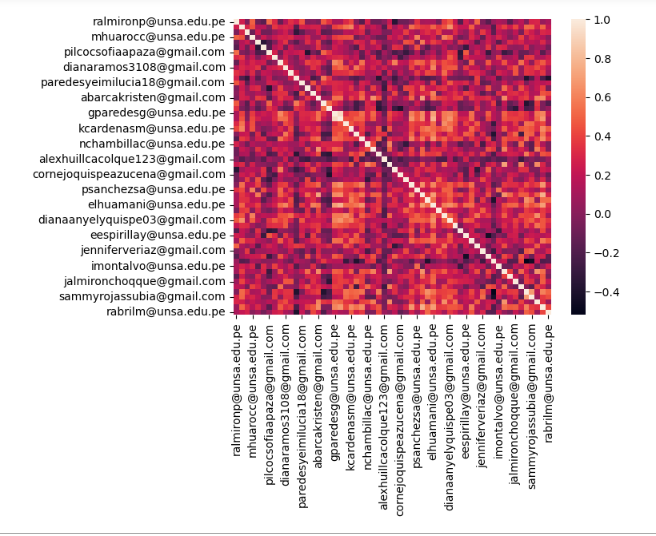 ralmironp@unsa.edu.pe
mhuarocc@unsa.edu.pe
pilcocsofiaapaza@gmail.com
dianaramos3108@gmail.com
paredesyeimilucia18@gmail.com
abarcakristen@gmail.com
gparedesg@unsa.edu.pe
kcardenasm@unsa.edu.pe
nchambillac@unsa.edu.pe
alexhuillcacolque123@gmail.com
cornejoquispeazucena@gmail.com
psanchezsa@unsa.edu.pe
elhuamani@unsa.edu.pe
dianaanyelyquispe03@gmail.com
eespirillay@unsa.edu.pe
jenniferveriaz@gmail.com
imontalvo@unsa.edu.pe
jalmironchoqque@gmail.com
sammyrojassubia@gmail.com
rabrilm@unsa.edu.pe
1.0
0.8
0.6
0.4
0.2
0.0
−0.2
−0.4
ralmironp@unsa.edu.pe
mhuarocc@unsa.edu.pe
pilcocsofiaapaza@gmail.com
dianaramos3108@gmail.com
paredesyeimilucia18@gmail.com
abarcakristen@gmail.com
gparedesg@unsa.edu.pe
kcardenasm@unsa.edu.pe
nchambillac@unsa.edu.pe
alexhuillcacolque123@gmail.com
cornejoquispeazucena@gmail.com
psanchezsa@unsa.edu.pe
elhuamani@unsa.edu.pe
dianaanyelyquispe03@gmail.com
eespirillay@unsa.edu.pe
jenniferveriaz@gmail.com
imontalvo@unsa.edu.pe
jalmironchoqque@gmail.com
sammyrojassubia@gmail.com
rabrilm@unsa.edu.pe